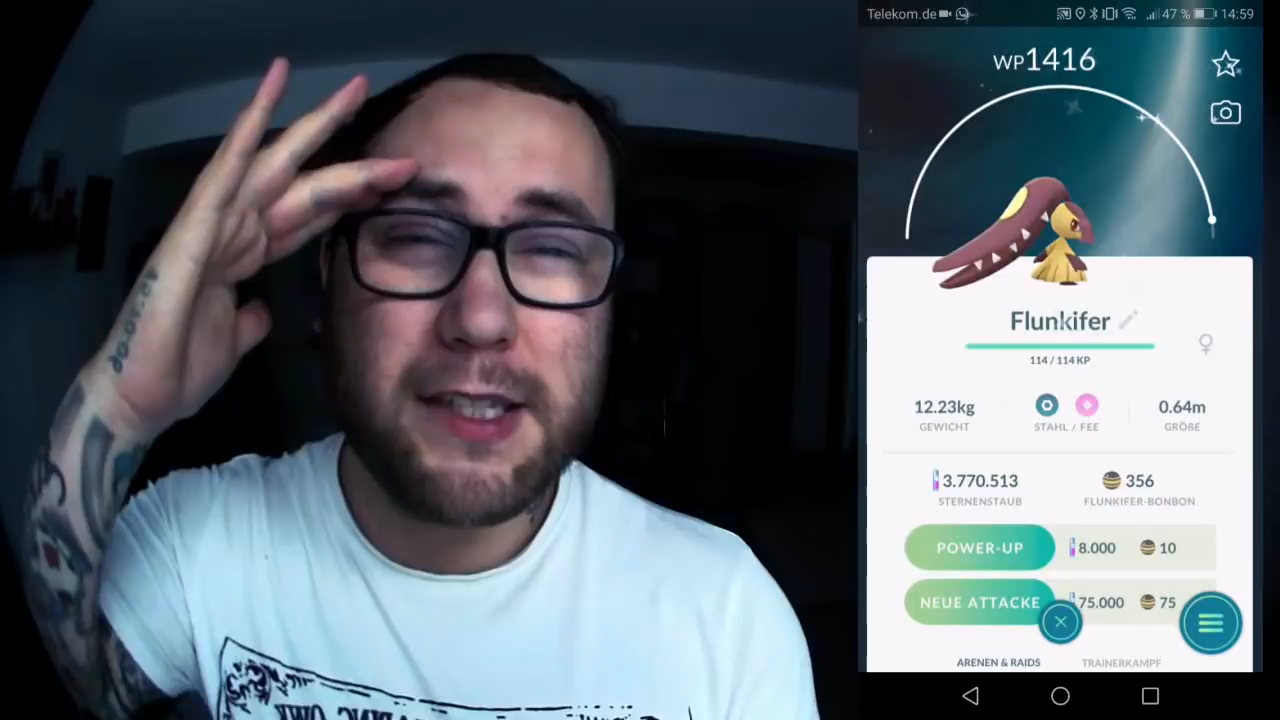 Telekom.de 47 % 14:59
WP1416
Flunkifer
114 / 114 KP
12.23kg
GEWICHT
STAHL / FEE
0.64m
GRÖßE
3.770.513
STERNENSTAUB
356
FLUNKIFER-BONBON
POWER-UP 8.000 10
NEUE ATTACKE 75.000 75
ARENEN & RAIDS TRAINERKAMPF